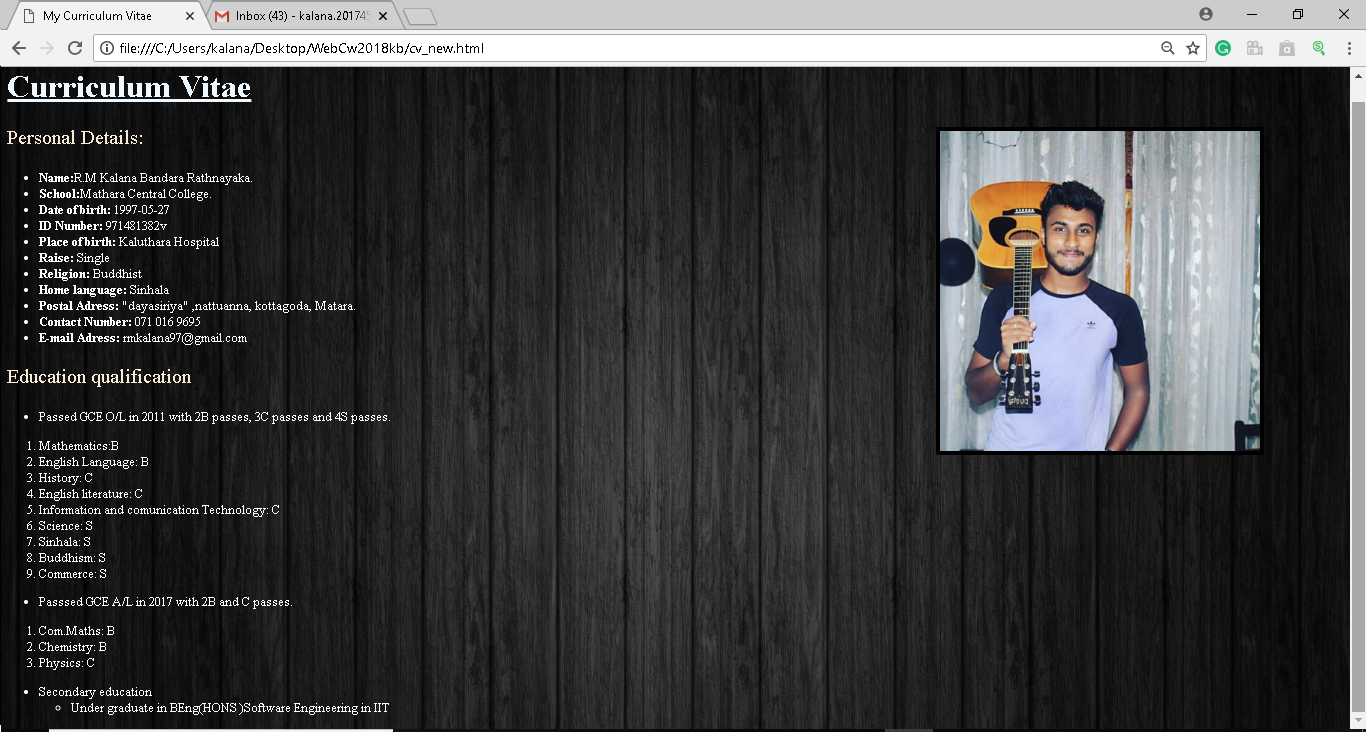 My Curriculum Vitae
Inbox (43) - kalana.20174
file:///C:/Users/kalana/Desktop/WebCw2018kb/cv_new.html
Curriculum Vitae
Personal Details:
• Name:R.M Kalana Bandara Rathnayaka.
• School:Mathara Central College.
• Date of birth: 1997-05-27
• ID Number: 971481382v
• Place of birth: Kaluthara Hospital
• Raise: Single
• Religion: Buddhist
• Home language: Sinhala
• Postal Adress: "dayasiriya" ,nattuanna, kottagoda, Matara.
• Contact Number: 071 016 9695
• E-mail Adress: rmkalana97@gmail.com
Education qualification
• Passed GCE O/L in 2011 with 2B passes, 3C passes and 4S passes.
1. Mathematics:B
2. English Language: B
3. History: C
4. English literature: C
5. Information and comunication Technology: C
6. Science: S
7. Sinhala: S
8. Buddhism: S
9. Commerce: S
• Passsed GCE A/L in 2017 with 2B and C passes.
1. Com.Maths: B
2. Chemistry: B
3. Physics: C
• Secondary education
◦ Under graduate in BEng(HONS )Software Engineering in IIT